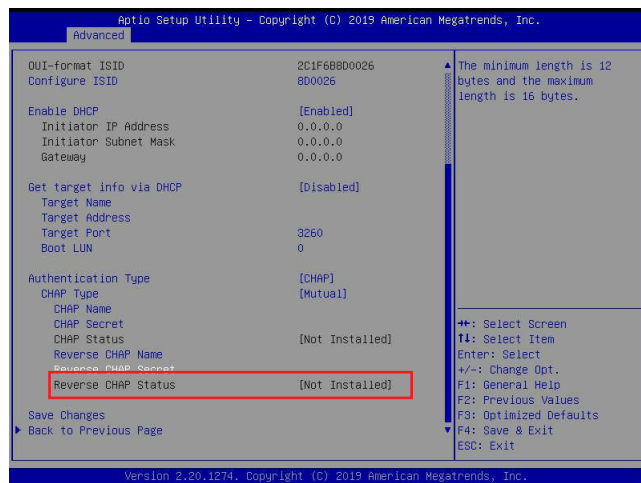 Aptio Setup Utility – Copyright (C) 2019 American Megatrends, Inc.
Advanced
OUI-format ISID 2C1F6B8D0026
Configure ISID 8D0026
Enable DHCP [Enabled]
Initiator IP Address 0.0.0.0
Initiator Subnet Mask 0.0.0.0
Gateway 0.0.0.0
Get target info via DHCP [Disabled]
Target Name
Target Address
Target Port 3260
Boot LUN 0
Authentication Type [CHAP]
CHAP Type [Mutual]
CHAP Name
CHAP Secret
CHAP Status [Not Installed]
Reverse CHAP Name
Reverse CHAP Secret
Reverse CHAP Status [Not Installed]
Save Changes
Back to Previous Page
The minimum length is 12
bytes and the maximum
length is 16 bytes.
→←: Select Screen
↑↓: Select Item
Enter: Select
+/-: Change Opt.
F1: General Help
F2: Previous Values
F3: Optimized Defaults
F4: Save & Exit
ESC: Exit
Version 2.20.1274. Copyright (C) 2019 American Megatrends, Inc.